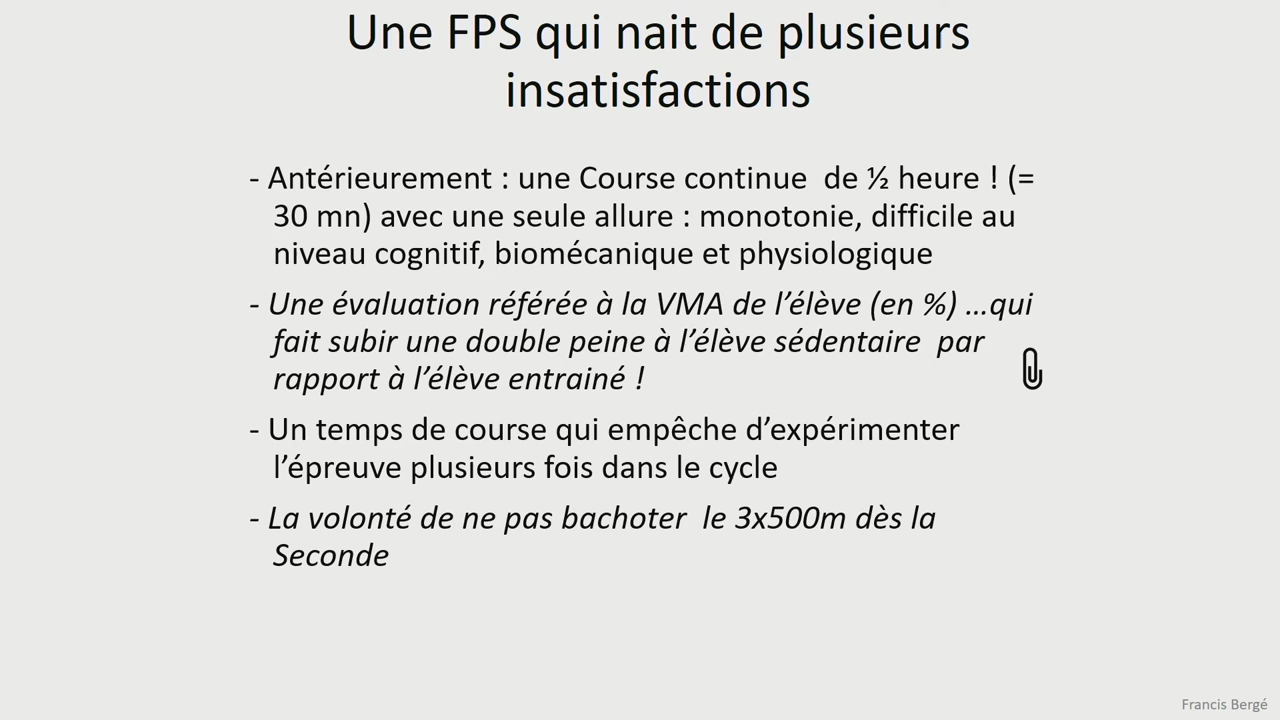 Une FPS qui nait de plusieurs
insatisfactions
- Antérieurement : une Course continue  de ½ heure ! (=
30 mn) avec une seule allure : monotonie, difficile au
niveau cognitif, biomécanique et physiologique
- Une évaluation référée à la VMA de l’élève (en %) …qui
fait subir une double peine à l’élève sédentaire  par
rapport à l’élève entrainé !
- Un temps de course qui empêche d’expérimenter
l’épreuve plusieurs fois dans le cycle
- La volonté de ne pas bachoter  le 3x500m dès la
Seconde
Francis Bergé